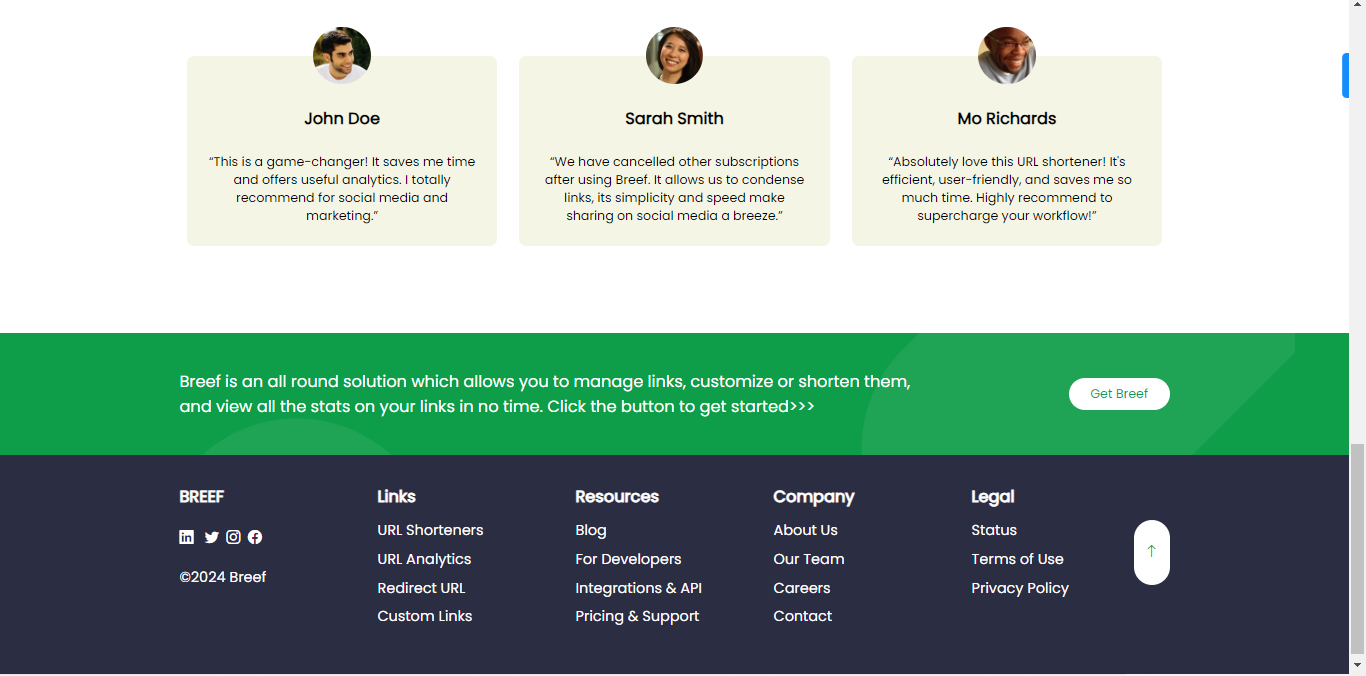 John Doe
“This is a game-changer! It saves me time
and offers useful analytics. I totally
recommend for social media and
marketing.”
Sarah Smith
“We have cancelled other subscriptions
after using Breef. It allows us to condense
links, its simplicity and speed make
sharing on social media a breeze.”
Mo Richards
“Absolutely love this URL shortener! It's
efficient, user-friendly, and saves me so
much time. Highly recommend to
supercharge your workflow!”
Breef is an all round solution which allows you to manage links, customize or shorten them,
and view all the stats on your links in no time. Click the button to get started>>>
Get Breef
BREEF
©2024 Breef
Links
URL Shorteners
URL Analytics
Redirect URL
Custom Links
Resources
Blog
For Developers
Integrations & API
Pricing & Support
Company
About Us
Our Team
Careers
Contact
Legal
Status
Terms of Use
Privacy Policy